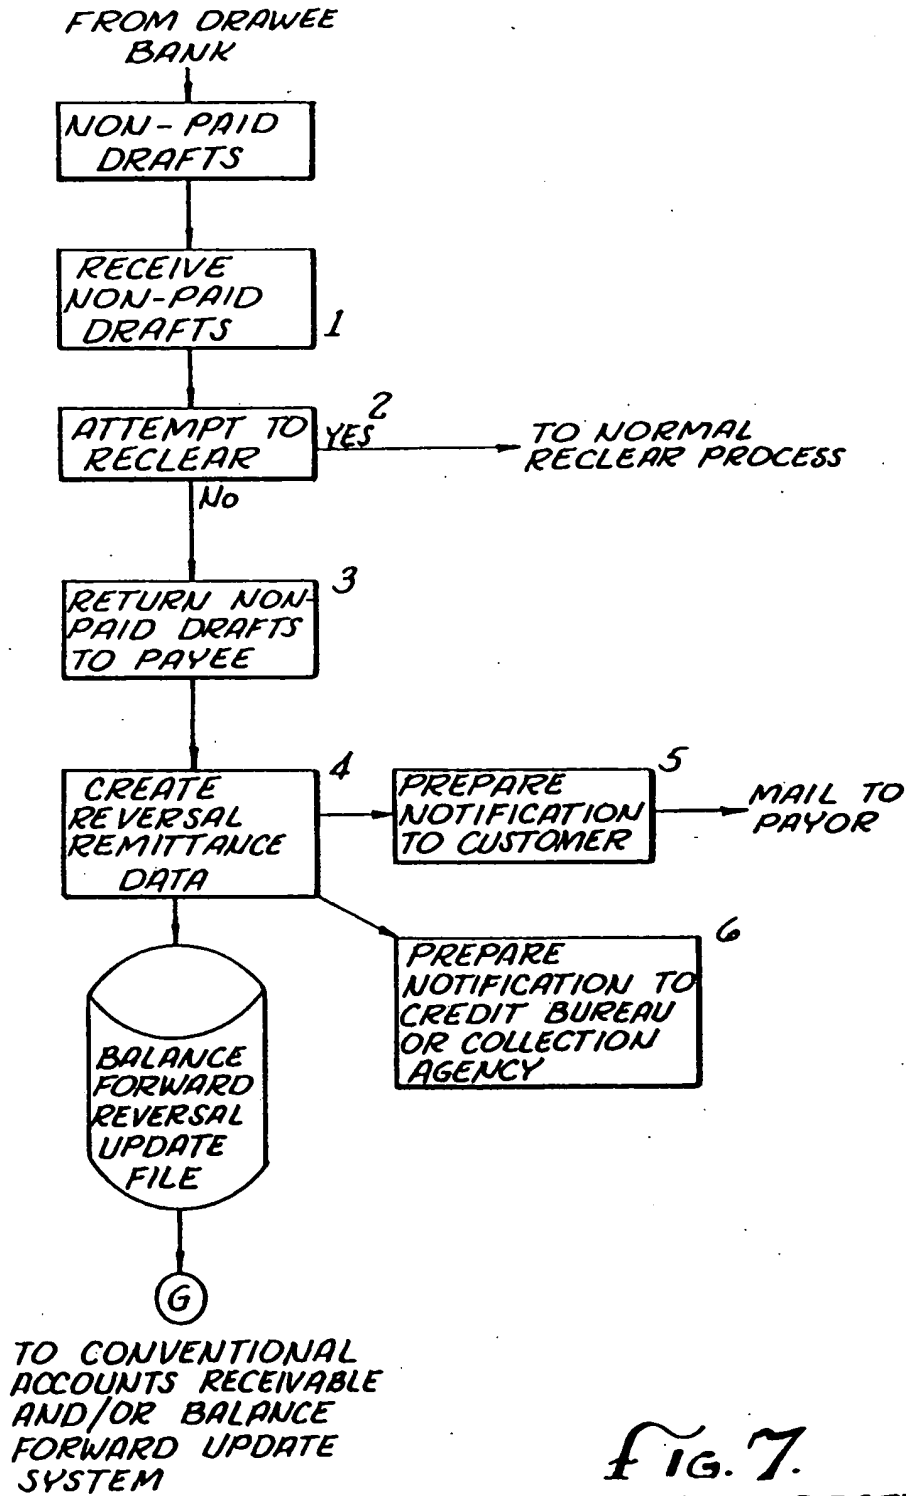 FROM DRAWEE
BANK
NON-PAID
DRAFTS
RECEIVE
NON-PAID
DRAFTS
1
ATTEMPT TO
RECLEAR
2
YES
TO NORMAL
RECLEAR PROCESS
No
3
RETURN NON-
PAID DRAFTS
TO PAYEE
CREATE
REVERSAL
REMITTANCE
DATA
4
PREPARE
NOTIFICATION
TO CUSTOMER
5
MAIL TO
PAYOR
6
PREPARE
NOTIFICATION TO
CREDIT BUREAU
OR COLLECTION
AGENCY
BALANCE
FORWARD
REVERSAL
UPDATE
FILE
G
TO CONVENTIONAL
ACCOUNTS RECEIVABLE
AND/OR BALANCE
FORWARD UPDATE
SYSTEM
FIG. 7.